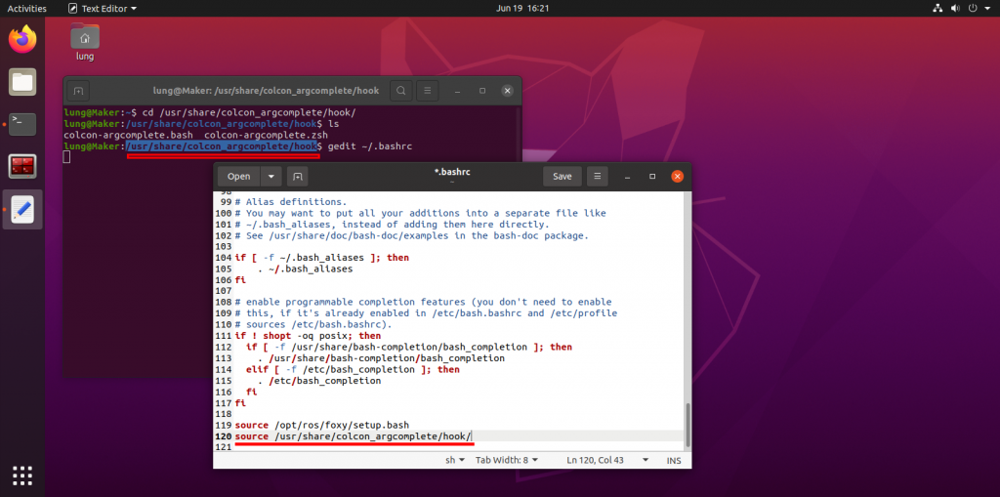 Activities
Text Editor
Jun 19 16:21
lung
lung@Maker: /usr/share/colcon_argcomplete/hook
lung@Maker:~$ cd /usr/share/colcon_argcomplete/hook/
lung@Maker:/usr/share/colcon_argcomplete/hook$ ls
colcon-argcomplete.bash  colcon-argcomplete.zsh
lung@Maker:/usr/share/colcon_argcomplete/hook$ gedit ~/.bashrc
Open
*.bashrc
Save
98
99 # Alias definitions.
100 # You may want to put all your additions into a separate file like
101 # ~/.bash_aliases, instead of adding them here directly.
102 # See /usr/share/doc/bash-doc/examples in the bash-doc package.
103
104 if [ -f ~/.bash_aliases ]; then
105     . ~/.bash_aliases
106 fi
107
108 # enable programmable completion features (you don't need to enable
109 # this, if it's already enabled in /etc/bash.bashrc and /etc/profile
110 # sources /etc/bash.bashrc).
111 if ! shopt -oq posix; then
112   if [ -f /usr/share/bash-completion/bash_completion ]; then
113     . /usr/share/bash-completion/bash_completion
114   elif [ -f /etc/bash_completion ]; then
115     . /etc/bash_completion
116   fi
117 fi
118
119 source /opt/ros/foxy/setup.bash
120 source /usr/share/colcon_argcomplete/hook/
121
sh
Tab Width: 8
Ln 120, Col 43
INS